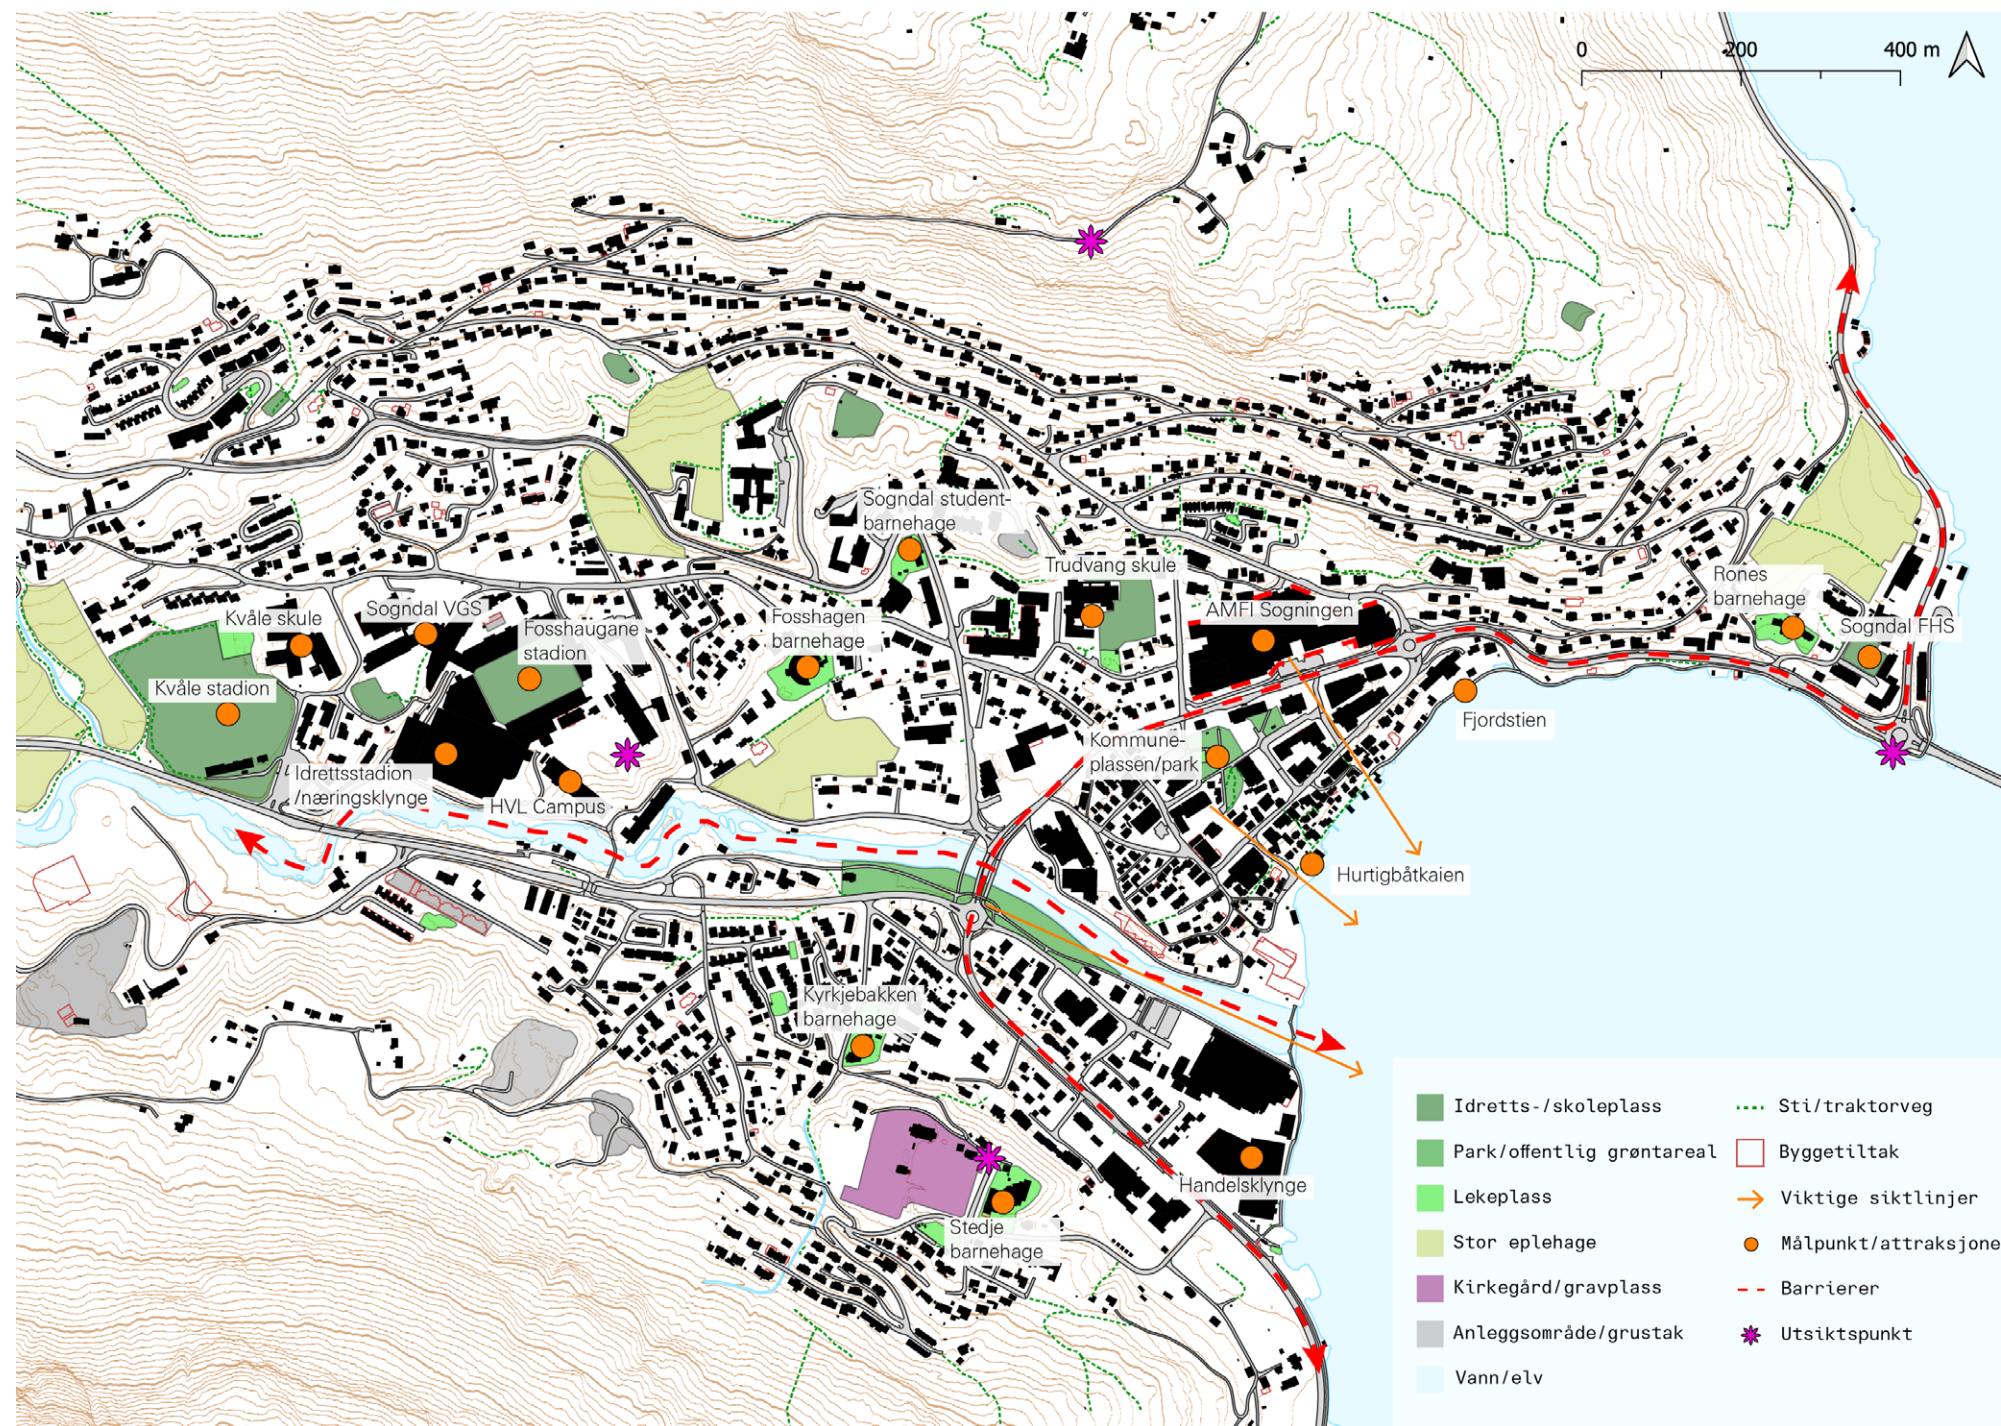 0 200 400 m
Sogndal student-
barnehage
Trudvang skule
Rones
barnehage
Kvåle skule
Sogndal VGS
Fosshaugane
stadion
Fosshagen
barnehage
AMFI Sogningen
Sogndal FHS
Kvåle stadion
Fjordstien
Kommune-
plassen/park
Idrettsstadion
/næringsklynge
HVL Campus
Hurtigbåtkaien
Kyrkjebakken
barnehage
Handelsklynge
Stedje
barnehage
Idretts-/skoleplass
Park/offentlig grøntareal
Lekeplass
Stor eplehage
Kirkegård/gravplass
Anleggsområde/grustak
Vann/elv
Sti/traktorveg
Byggetiltak
Viktige siktlinjer
Målpunkt/attraksjone
Barrierer
Utsiktspunkt